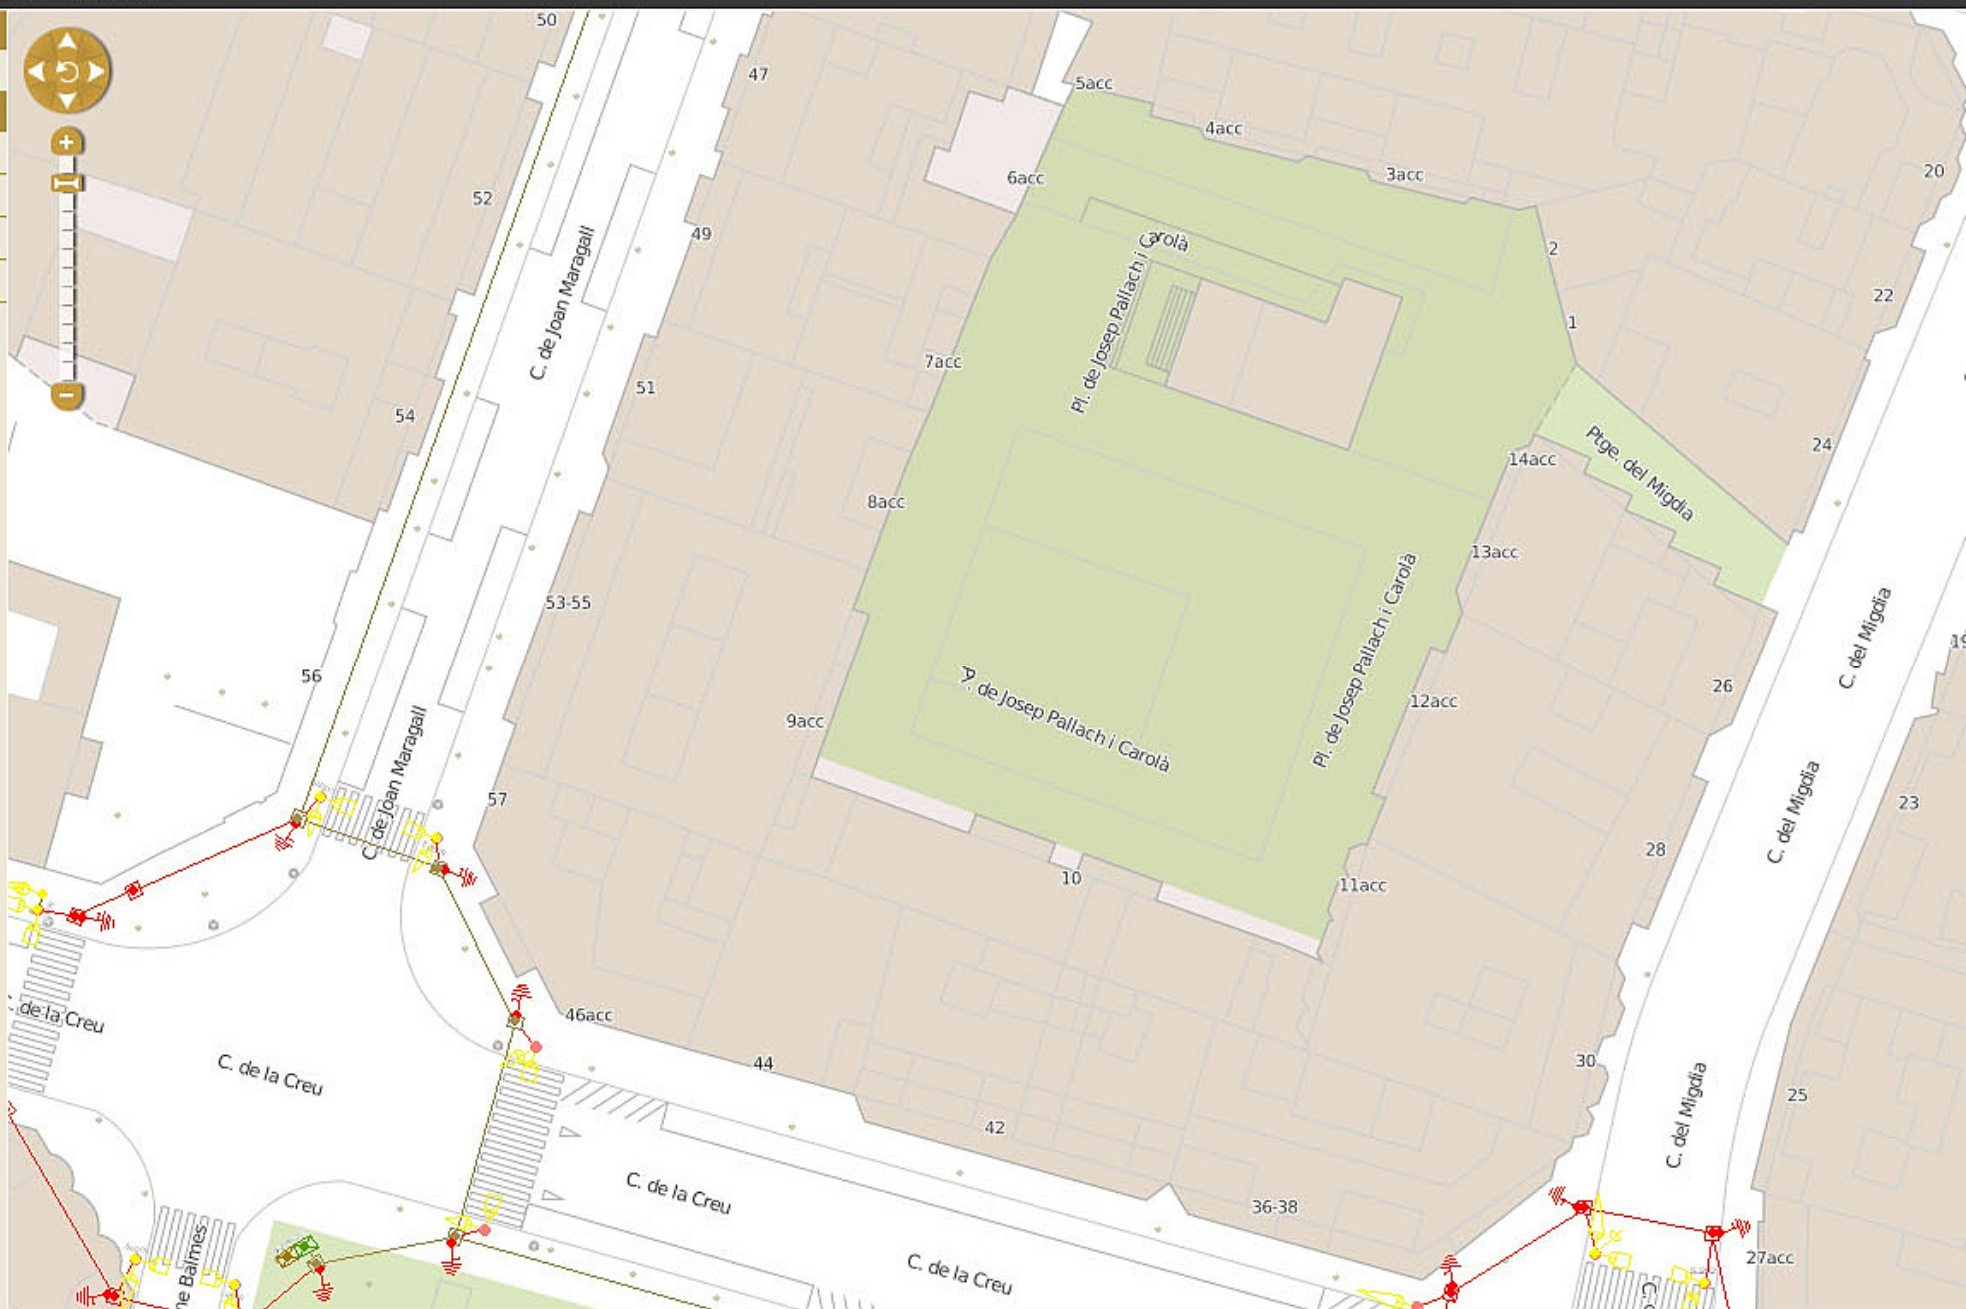 50
47
5acc
4acc
3acc
20
6acc
52
49
2
arolà
Pl. de Josep Pallach i C
22
C. de Joan Maragall
1
7acc
51
54
24
14acc
Ptge. del Migdia
8acc
13acc
53-55
C. del Migdia
56
26
12acc
Pl. de Josep Pallach i Carolà
9acc
. de Josep Pallach i Carolà
C. de Joan Maragall
57
C. del Migdia
23
28
10
11acc
de la Creu
46acc
44
C. de la Creu
30
25
42
C. del Migdia
C. de la Creu
36-38
C. de la Creu
27acc
ne Balmes